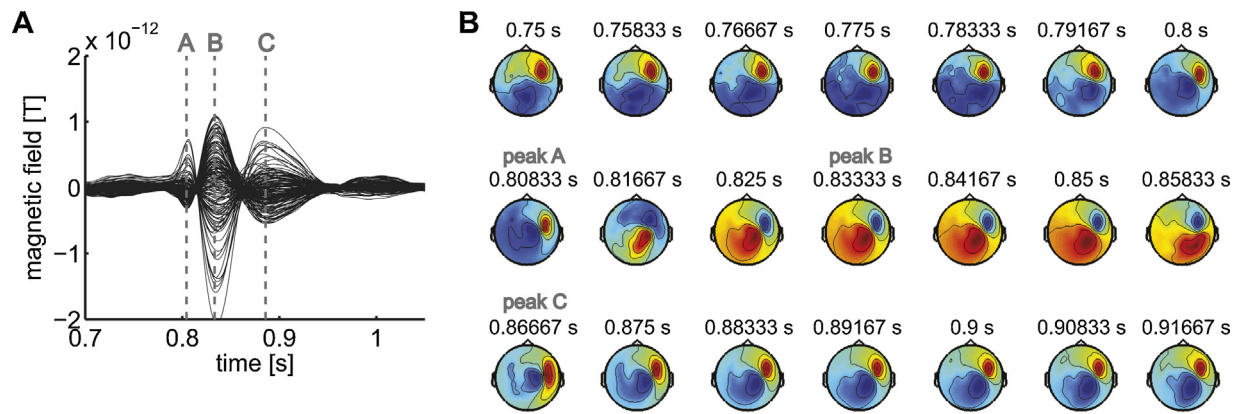 A
× 10⁻¹²
A B C
2
1
0
−1
−2
magnetic field [T]
0.7 0.8 0.9 1
time [s]
B
0.75 s 0.75833 s 0.76667 s 0.775 s 0.78333 s 0.79167 s 0.8 s
peak A peak B
0.80833 s 0.81667 s 0.825 s 0.83333 s 0.84167 s 0.85 s 0.85833 s
peak C
0.86667 s 0.875 s 0.88333 s 0.89167 s 0.9 s 0.90833 s 0.91667 s